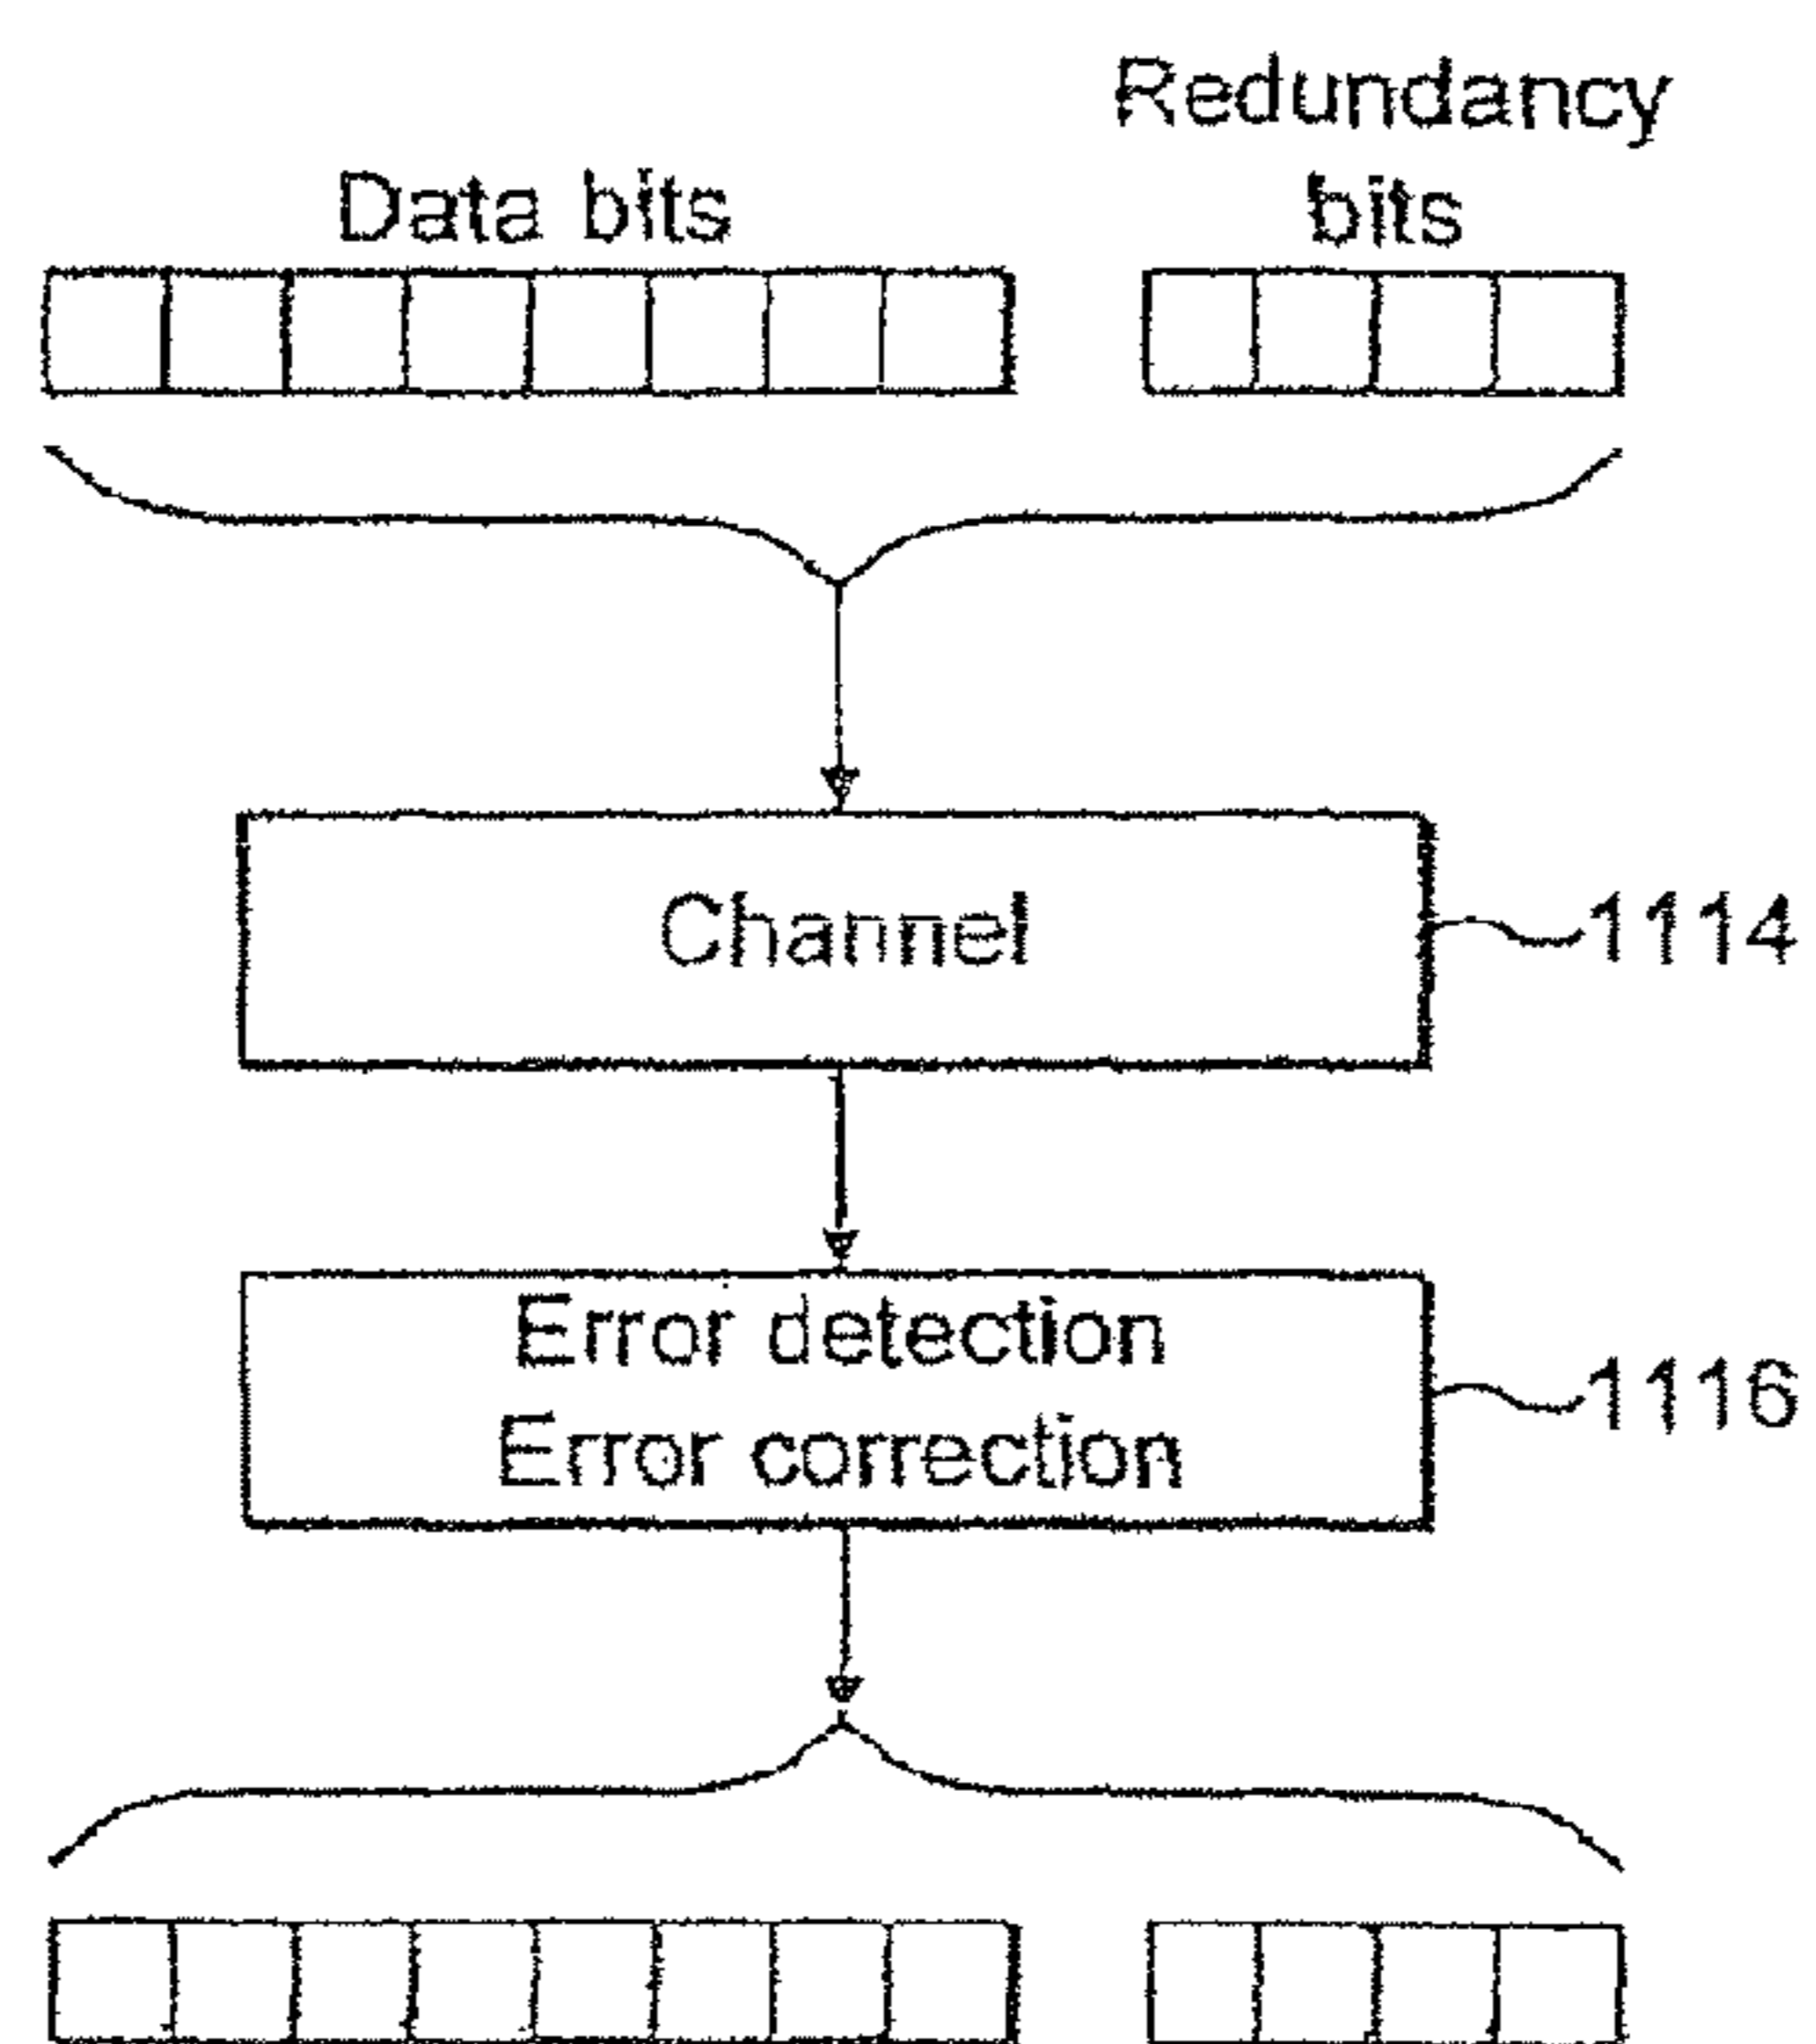 Redundancy
Data bits
bits
Channel
1114
Error detection
Error correction
1116